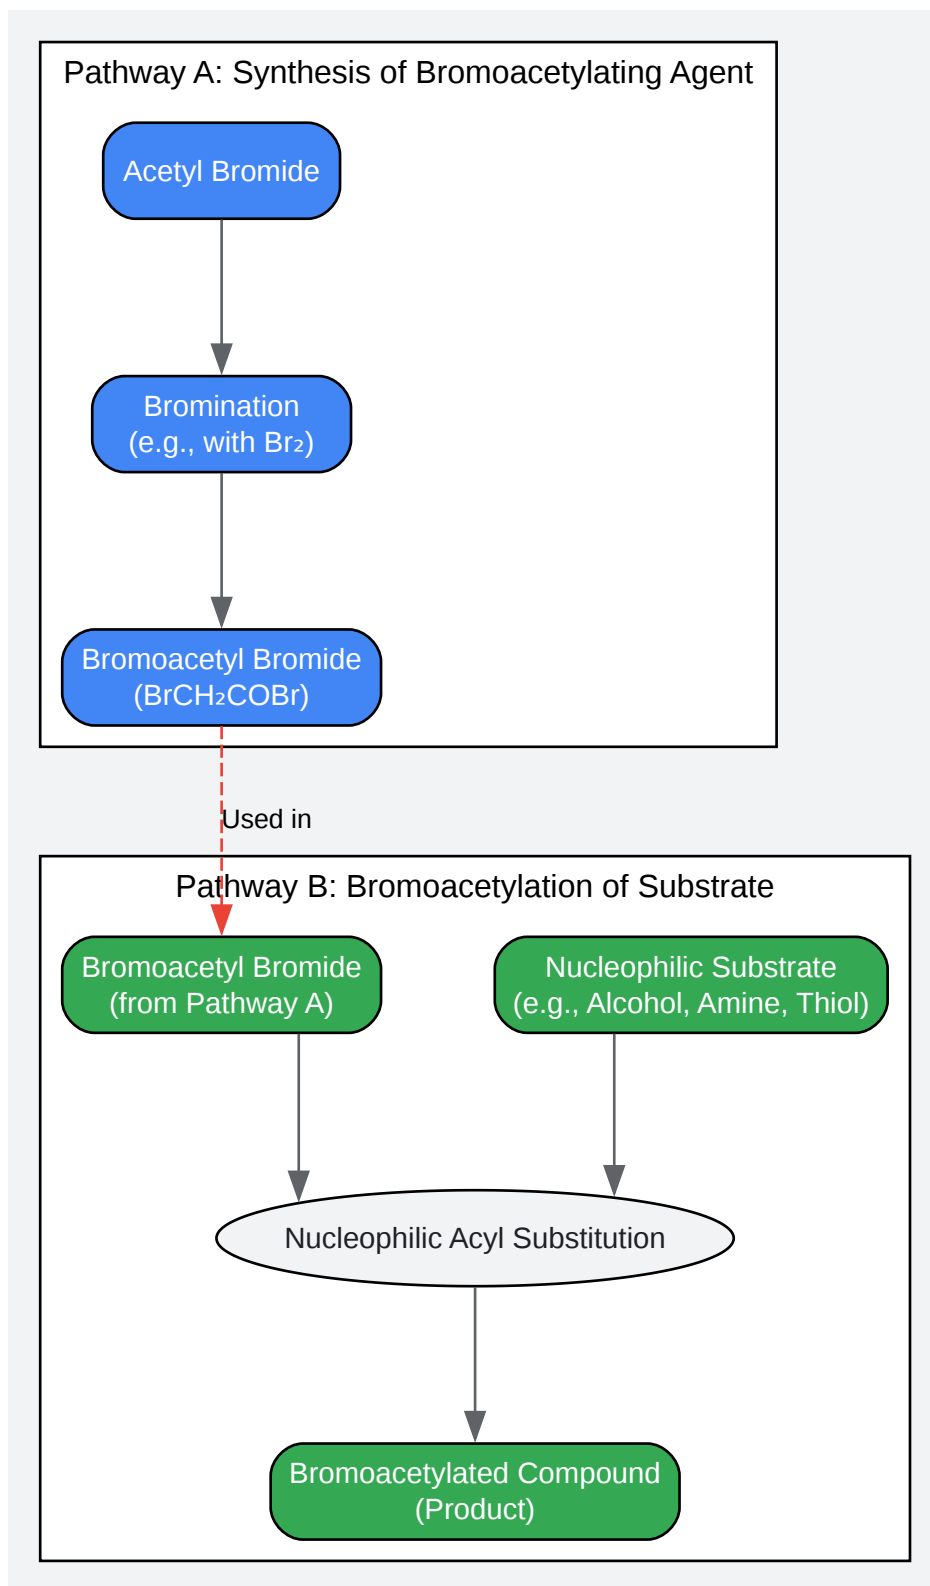 Pathway A: Synthesis of Bromoacetylating Agent
Acetyl Bromide
Bromination
(e.g., with Br₂)
Bromoacetyl Bromide
(BrCH₂COBr)
Used in
Pathway B: Bromoacetylation of Substrate
Bromoacetyl Bromide
(from Pathway A)
Nucleophilic Substrate
(e.g., Alcohol, Amine, Thiol)
Nucleophilic Acyl Substitution
Bromoacetylated Compound
(Product)